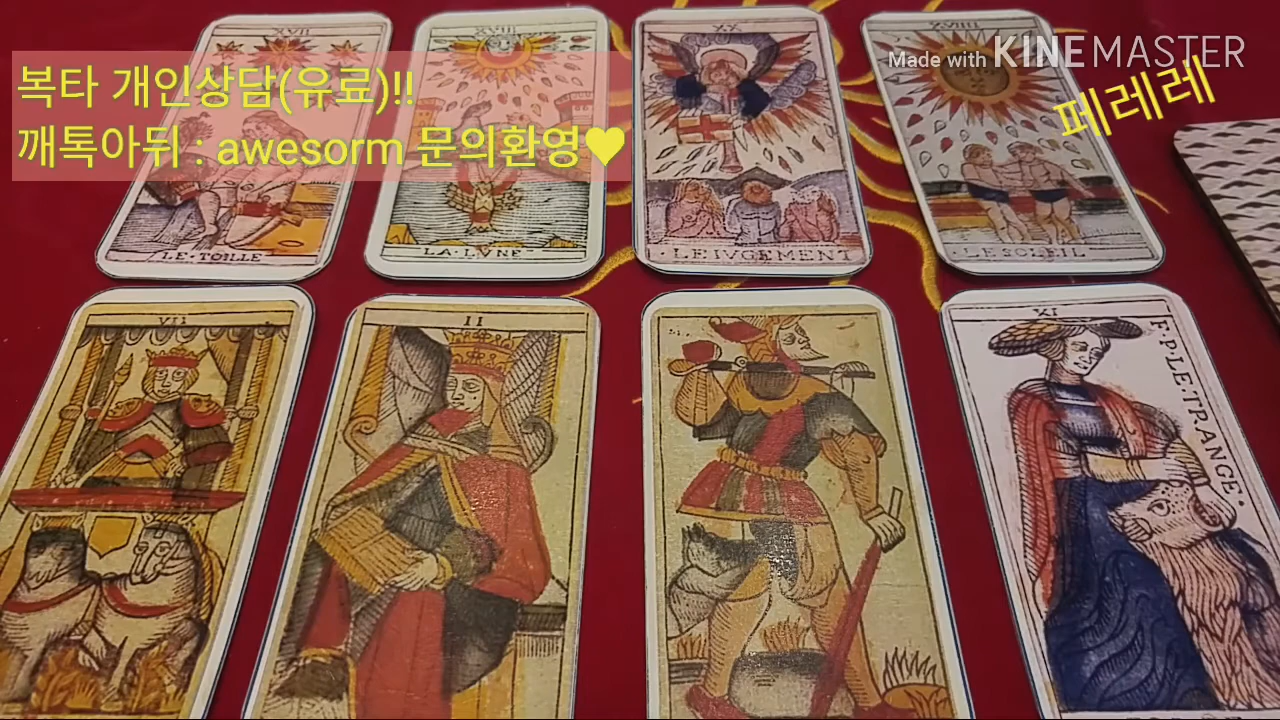 복타 개인상담(유료)!!
깨톡아뒤 : awesorm 문의환영♥
Made with KINEMASTER
페레레
XVII
XVIII
XX
XVIIII
LE·TOILLE
LA·LVNE
LE·IVGEMENT
LE SOLEIL
VII
II
XI
F·P·LE·TRANGE·